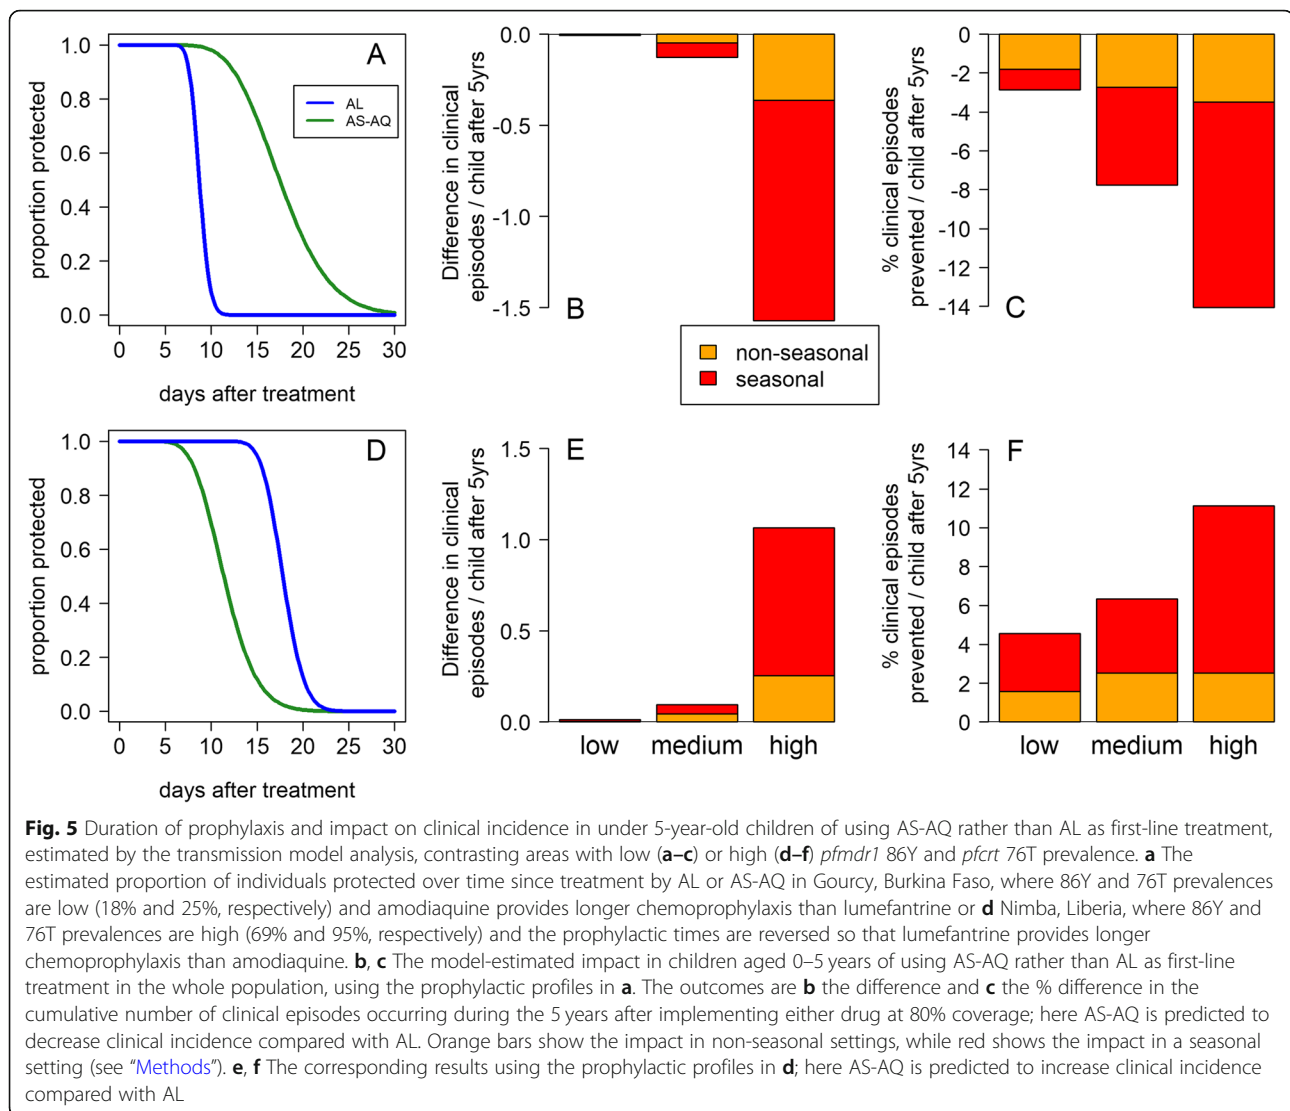 A
1.0
0.8
0.6
0.4
0.2
0.0
proportion protected
AL
AS-AQ
0 5 10 15 20 25 30
days after treatment
B
0.0
-0.5
-1.0
-1.5
Difference in clinical
episodes / child after 5yrs
non-seasonal
seasonal
C
0
-2
-4
-6
-8
-10
-12
-14
% clinical episodes
prevented / child after 5yrs
D
1.0
0.8
0.6
0.4
0.2
0.0
proportion protected
0 5 10 15 20 25 30
days after treatment
E
1.5
1.0
0.5
0.0
Difference in clinical
episodes / child after 5yrs
low medium high
F
14
12
10
8
6
4
2
0
% clinical episodes
prevented / child after 5yrs
low medium high
Fig. 5 Duration of prophylaxis and impact on clinical incidence in under 5-year-old children of using AS-AQ rather than AL as first-line treatment,
estimated by the transmission model analysis, contrasting areas with low (a–c) or high (d–f) pfmdr1 86Y and pfcrt 76T prevalence. a The
estimated proportion of individuals protected over time since treatment by AL or AS-AQ in Gourcy, Burkina Faso, where 86Y and 76T prevalences
are low (18% and 25%, respectively) and amodiaquine provides longer chemoprophylaxis than lumefantrine or d Nimba, Liberia, where 86Y and
76T prevalences are high (69% and 95%, respectively) and the prophylactic times are reversed so that lumefantrine provides longer
chemoprophylaxis than amodiaquine. b, c The model-estimated impact in children aged 0–5 years of using AS-AQ rather than AL as first-line
treatment in the whole population, using the prophylactic profiles in a. The outcomes are b the difference and c the % difference in the
cumulative number of clinical episodes occurring during the 5 years after implementing either drug at 80% coverage; here AS-AQ is predicted to
decrease clinical incidence compared with AL. Orange bars show the impact in non-seasonal settings, while red shows the impact in a seasonal
setting (see “Methods”). e, f The corresponding results using the prophylactic profiles in d; here AS-AQ is predicted to increase clinical incidence
compared with AL